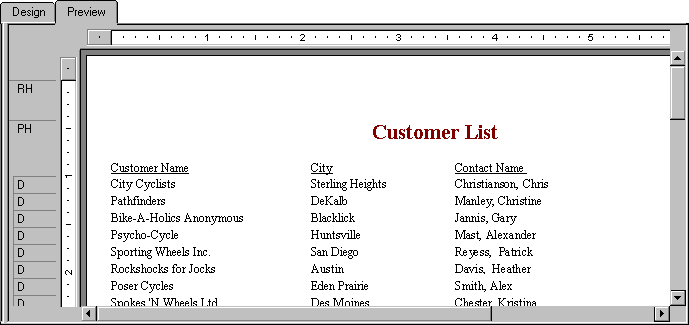 Design Preview
1 2 3 4 5
RH
PH
Customer List
1
Customer Name City Contact Name
D City Cyclists Sterling Heights Christianson, Chris
D Pathfinders DeKalb Manley, Christine
D Bike-A-Holics Anonymous Blacklick Jannis, Gary
D Psycho-Cycle Huntsville Mast, Alexander
D Sporting Wheels Inc. San Diego Reyess, Patrick
D Rockshocks for Jocks Austin Davis, Heather
2
D Poser Cycles Eden Prairie Smith, Alex
D Spokes 'N Wheels Ltd. Des Moines Chester, Kristina